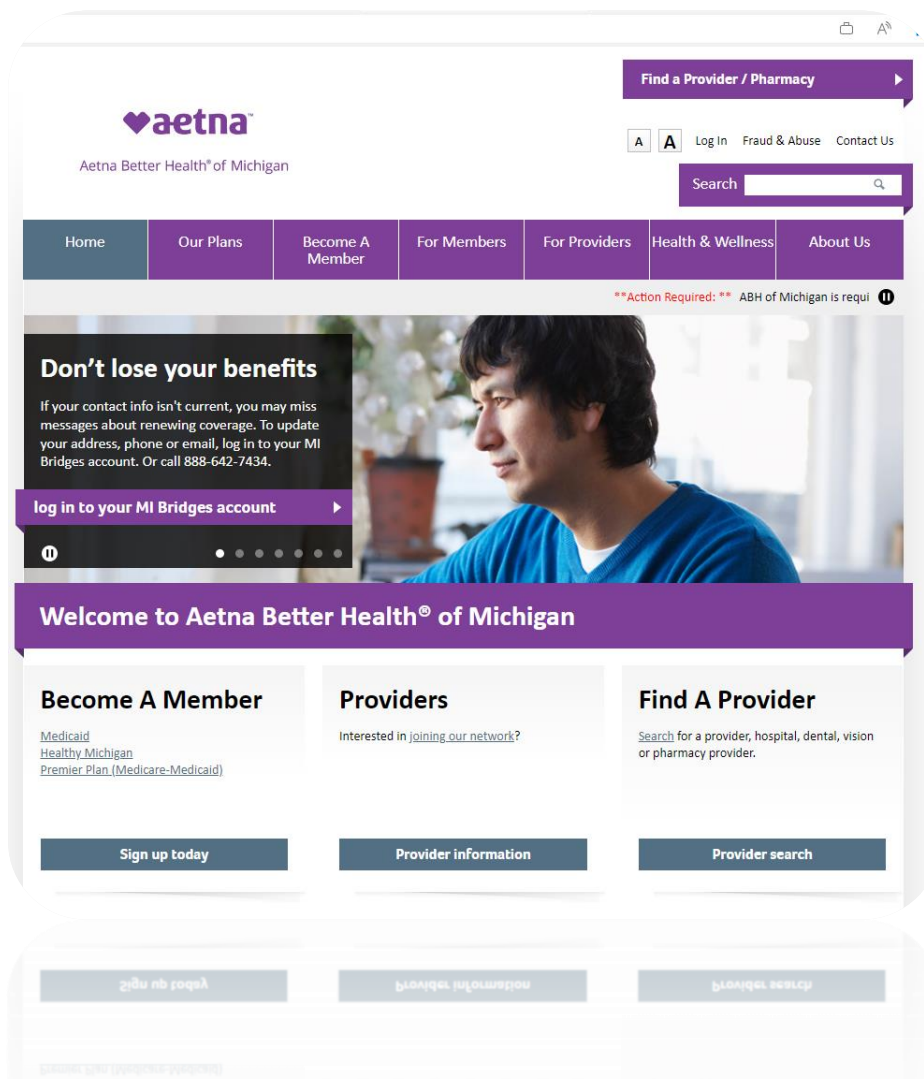 Find a Provider / Pharmacy
aetna™
Aetna Better Health® of Michigan
A A Log In Fraud & Abuse Contact Us
Search
Home Our Plans Become A Member For Members For Providers Health & Wellness About Us
**Action Required: ** ABH of Michigan is requi
Don't lose your benefits
If your contact info isn't current, you may miss
messages about renewing coverage. To update
your address, phone or email, log in to your MI
Bridges account. Or call 888-642-7434.
log in to your MI Bridges account
Welcome to Aetna Better Health® of Michigan
Become A Member
Medicaid
Healthy Michigan
Premier Plan (Medicare-Medicaid)
Sign up today
Providers
Interested in joining our network?
Provider information
Find A Provider
Search for a provider, hospital, dental, vision
or pharmacy provider.
Provider search